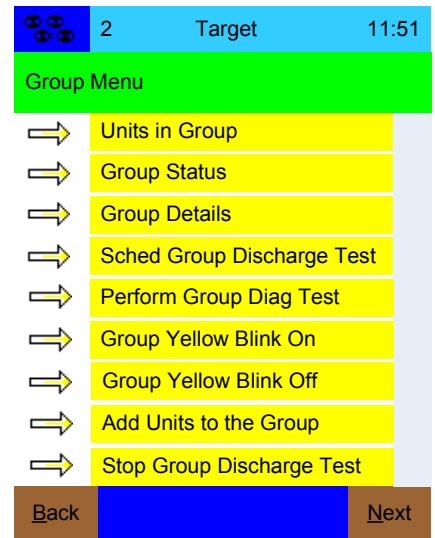 2 Target 11:51
Group Menu
Units in Group
Group Status
Group Details
Sched Group Discharge Test
Perform Group Diag Test
Group Yellow Blink On
Group Yellow Blink Off
Add Units to the Group
Stop Group Discharge Test
Back Next